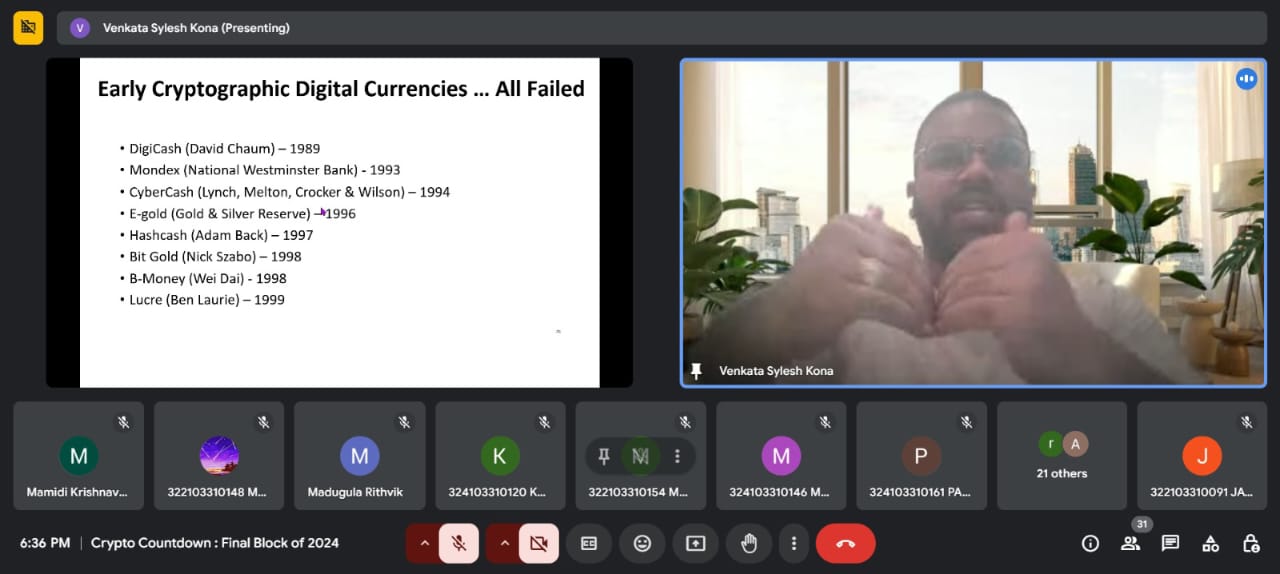 V
Venkata Sylesh Kona (Presenting)
Early Cryptographic Digital Currencies ... All Failed
• DigiCash (David Chaum) – 1989
• Mondex (National Westminster Bank) - 1993
• CyberCash (Lynch, Melton, Crocker & Wilson) – 1994
• E-gold (Gold & Silver Reserve) –1996
• Hashcash (Adam Back) – 1997
• Bit Gold (Nick Szabo) – 1998
• B-Money (Wei Dai) - 1998
• Lucre (Ben Laurie) – 1999
Venkata Sylesh Kona
M
Mamidi Krishnav...
322103310148 M...
M
Madugula Rithvik
K
324103310120 K...
M
322103310154 M...
M
324103310146 M...
P
324103310161 PA...
r A
21 others
J
322103310091 JA...
6:36 PM | Crypto Countdown : Final Block of 2024
31